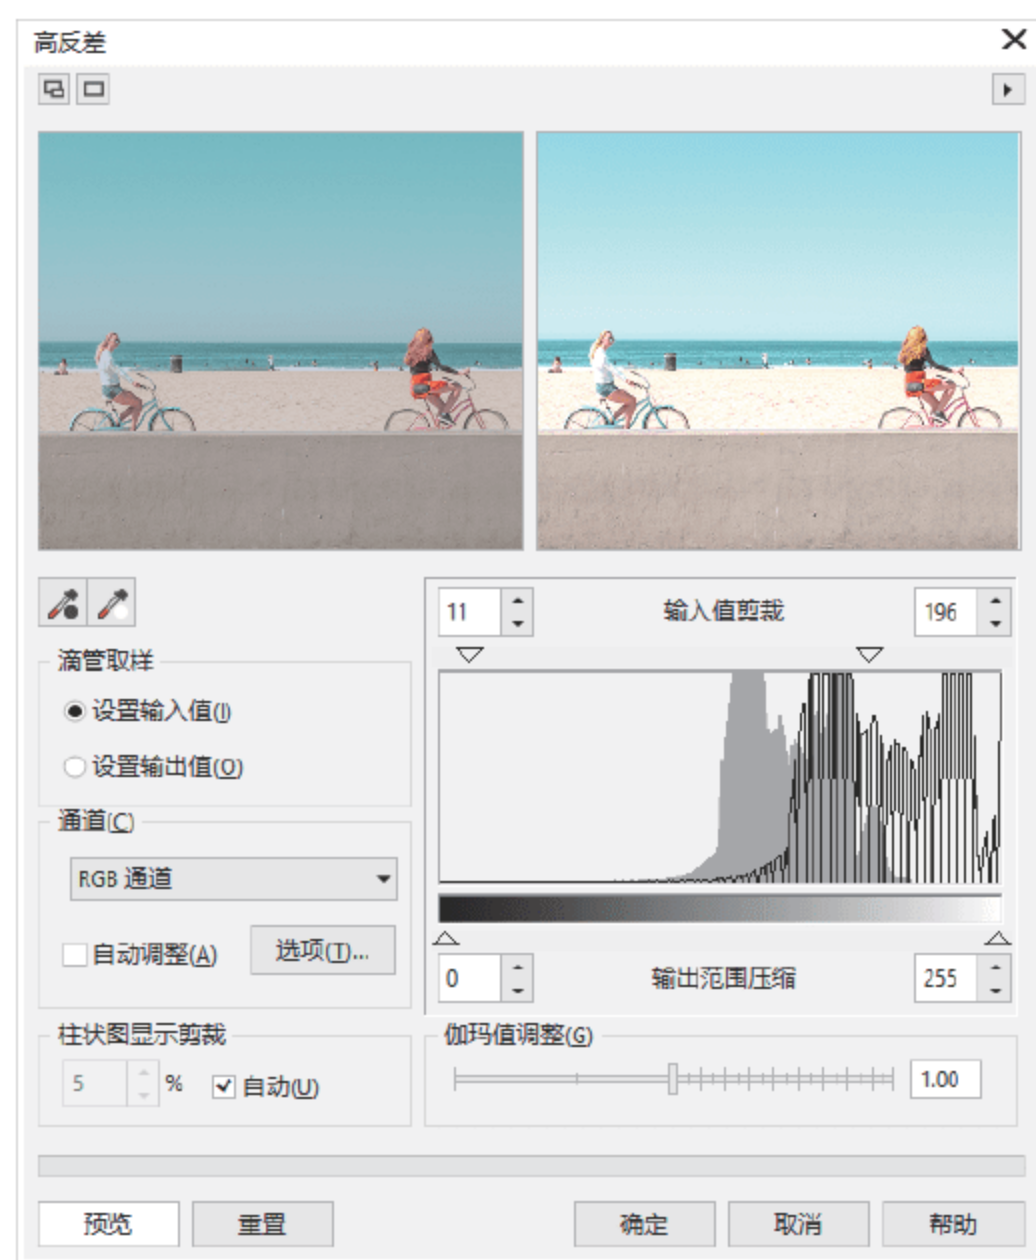 高反差
11 输入值剪裁 196
滴管取样
设置输入值(I)
设置输出值(O)
通道(C)
RGB 通道
自动调整(A) 选项(T)...
0 输出范围压缩 255
柱状图显示剪裁
5 % 自动(U)
伽玛值调整(G)
1.00
预览 重置 确定 取消 帮助